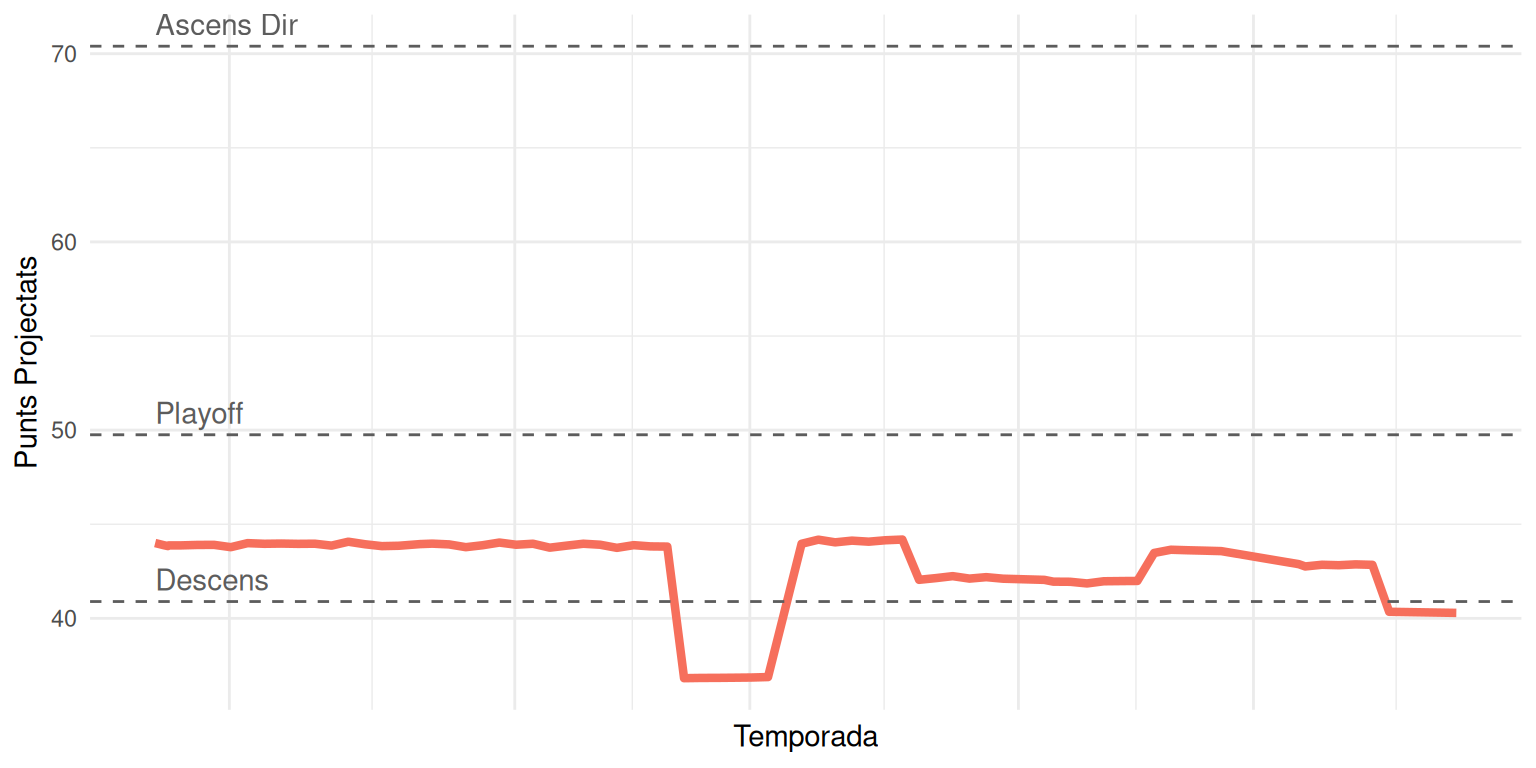 Ascens Dir
70
60
Playoff
50
Descens
40
Punts Projectats
Temporada